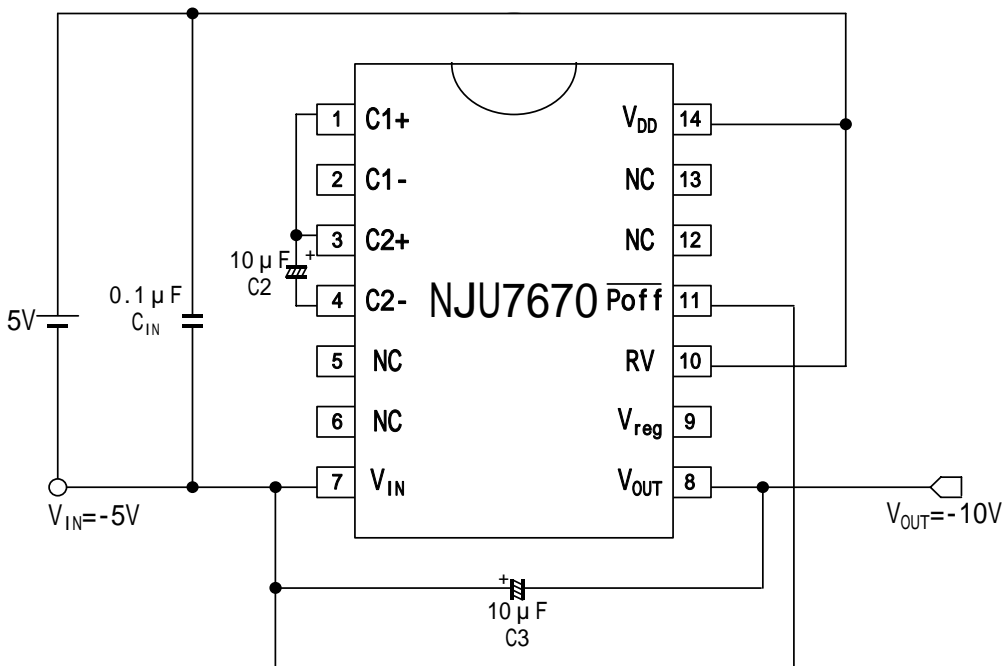 1 C1+
2 C1-
3 C2+
4 C2-
5 NC
6 NC
7 VIN
VDD 14
NC 13
NC 12
Poff 11
RV 10
Vreg 9
VOUT 8
NJU7670
10μF
+
C2
0.1μF
CIN
5V
VIN=-5V
VOUT=-10V
+
10μF
C3